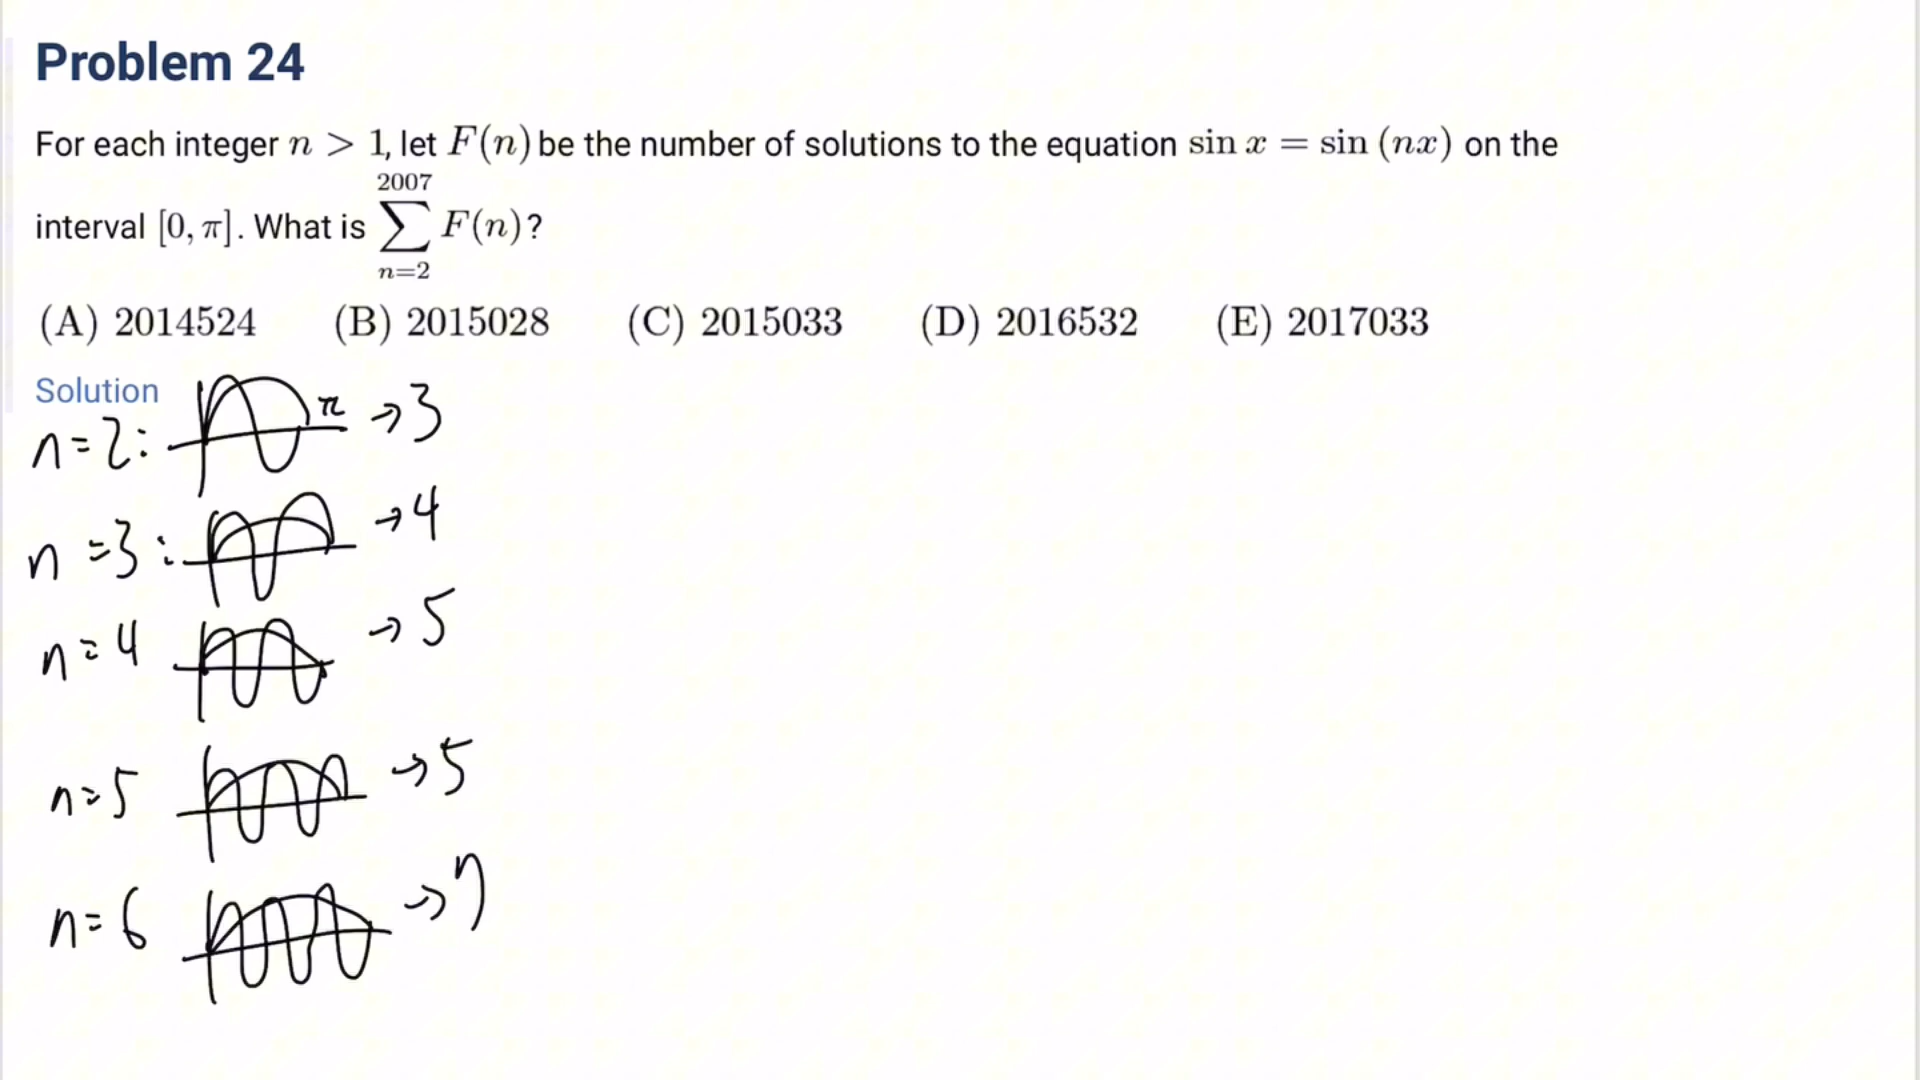 Problem 24
For each integer n > 1, let F(n) be the number of solutions to the equation sin x = sin (nx) on the
interval [0, π]. What is \sum_{n=2}^{2007} F(n)?
(A) 2014524 (B) 2015028 (C) 2015033 (D) 2016532 (E) 2017033
Solution
n=2: π →3
n=3: →4
n=4 →5
n=5 →5
n=6 →7